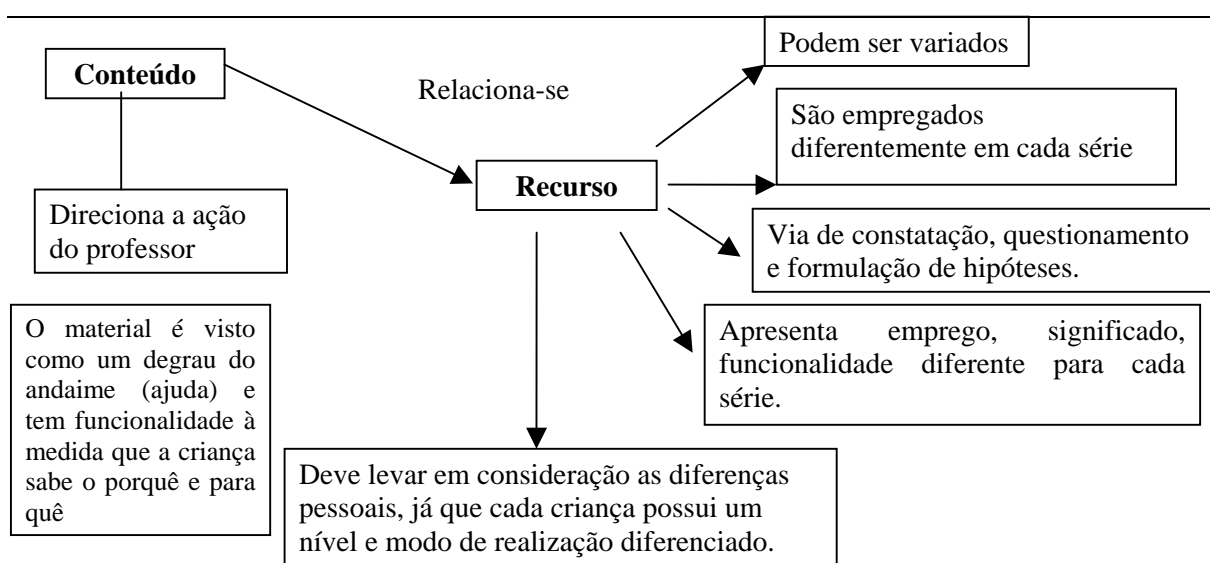 Conteúdo
Relaciona-se
Podem ser variados
São empregados
diferentemente em cada série
Recurso
Direciona a ação
do professor
Via de constatação, questionamento
e formulação de hipóteses.
O material é visto
como um degrau do
andaime (ajuda) e
tem funcionalidade à
medida que a criança
sabe o porquê e para
quê
Apresenta emprego, significado,
funcionalidade diferente para cada
série.
Deve levar em consideração as diferenças
pessoais, já que cada criança possui um
nível e modo de realização diferenciado.